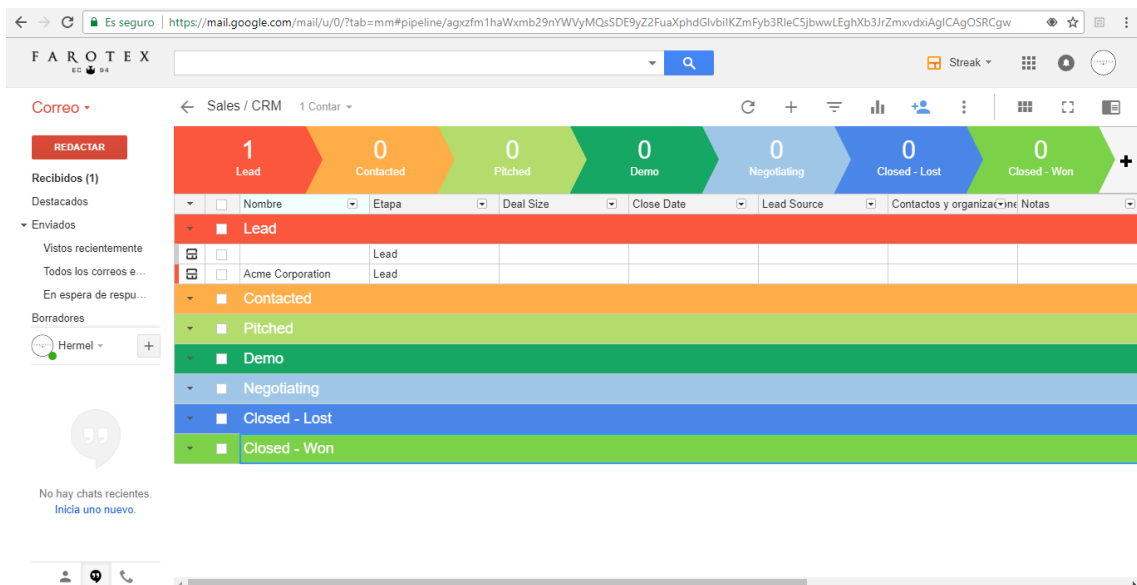 Es seguro | https://mail.google.com/mail/u/0/?tab=mm#pipeline/agxzfm1haWxmb29nYWVyMQsSDE9yZ2FuaXphdGlvbiIKZmFyb3RleC5jbwwLEghXb3JrZmxvdxiAgICAgOSRCgw
FAROTEX
EC 94
Streak
Correo
Sales / CRM 1 Contar
REDACTAR
Recibidos (1)
Destacados
Enviados
Vistos recientemente
Todos los correos e...
En espera de respu...
Borradores
Hermel
No hay chats recientes.
Inicia uno nuevo.
1 0 0 0 0 0 0
Lead Contacted Pitched Demo Negotiating Closed - Lost Closed - Won
Nombre Etapa Deal Size Close Date Lead Source Contactos y organizacione Notas
Lead
Lead
Acme Corporation Lead
Contacted
Pitched
Demo
Negotiating
Closed - Lost
Closed - Won